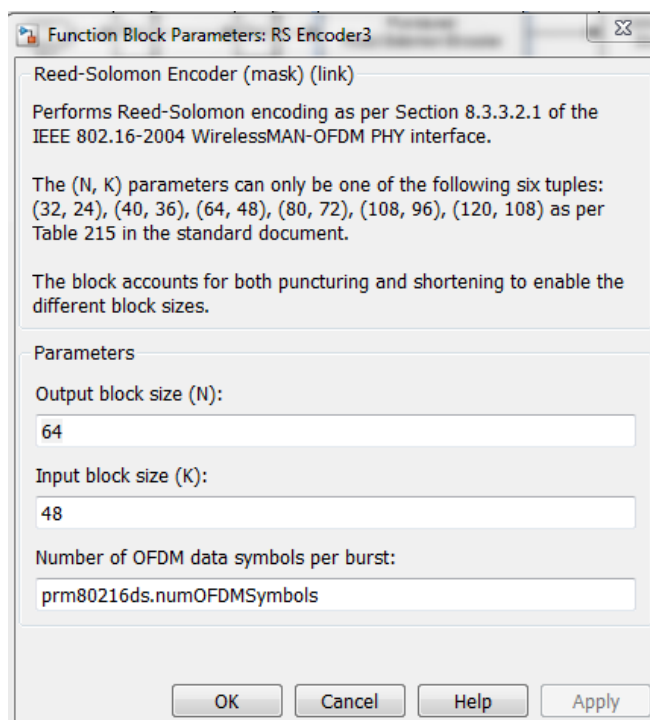 Function Block Parameters: RS Encoder3
Reed-Solomon Encoder (mask) (link)
Performs Reed-Solomon encoding as per Section 8.3.3.2.1 of the
IEEE 802.16-2004 WirelessMAN-OFDM PHY interface.
The (N, K) parameters can only be one of the following six tuples:
(32, 24), (40, 36), (64, 48), (80, 72), (108, 96), (120, 108) as per
Table 215 in the standard document.
The block accounts for both puncturing and shortening to enable the
different block sizes.
Parameters
Output block size (N):
64
Input block size (K):
48
Number of OFDM data symbols per burst:
prm80216ds.numOFDMSymbols
OK Cancel Help Apply